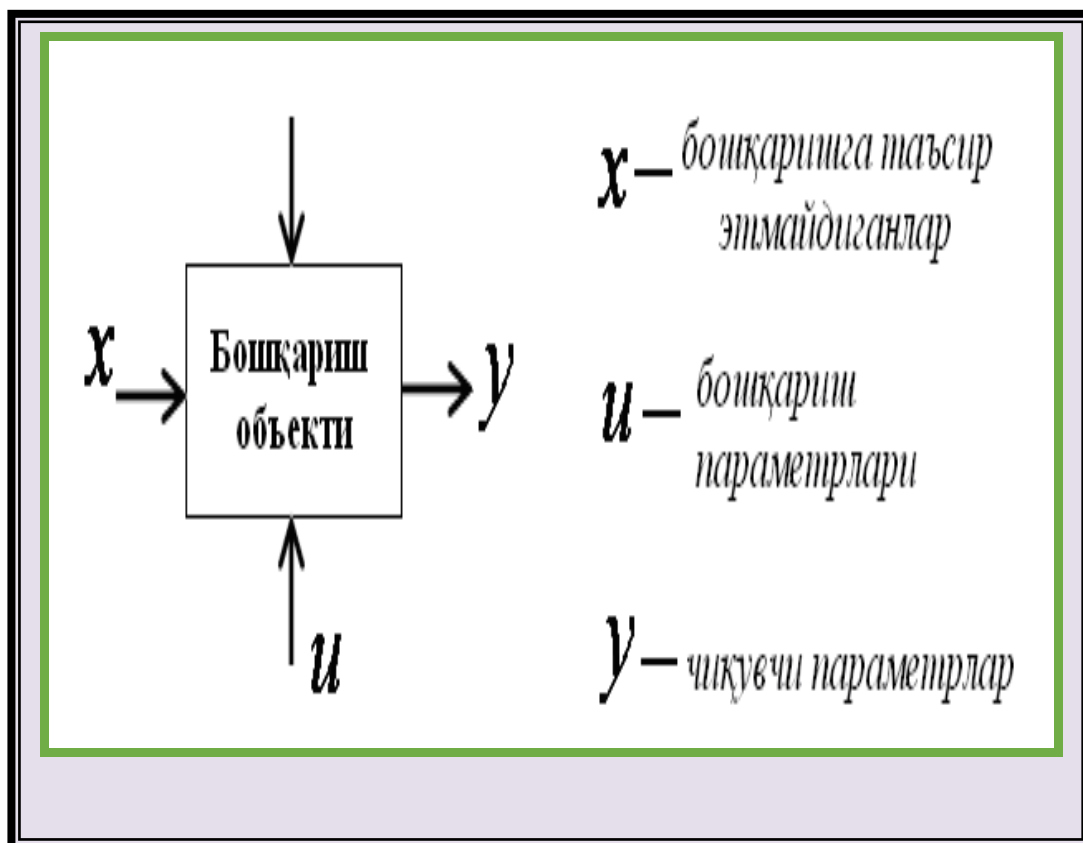 x
Бошқариш
объекти
y
u
x – бошқаришга таъсир
этмайдиганлар
u – бошқариш
параметрлари
y – чиқувчи параметрлар